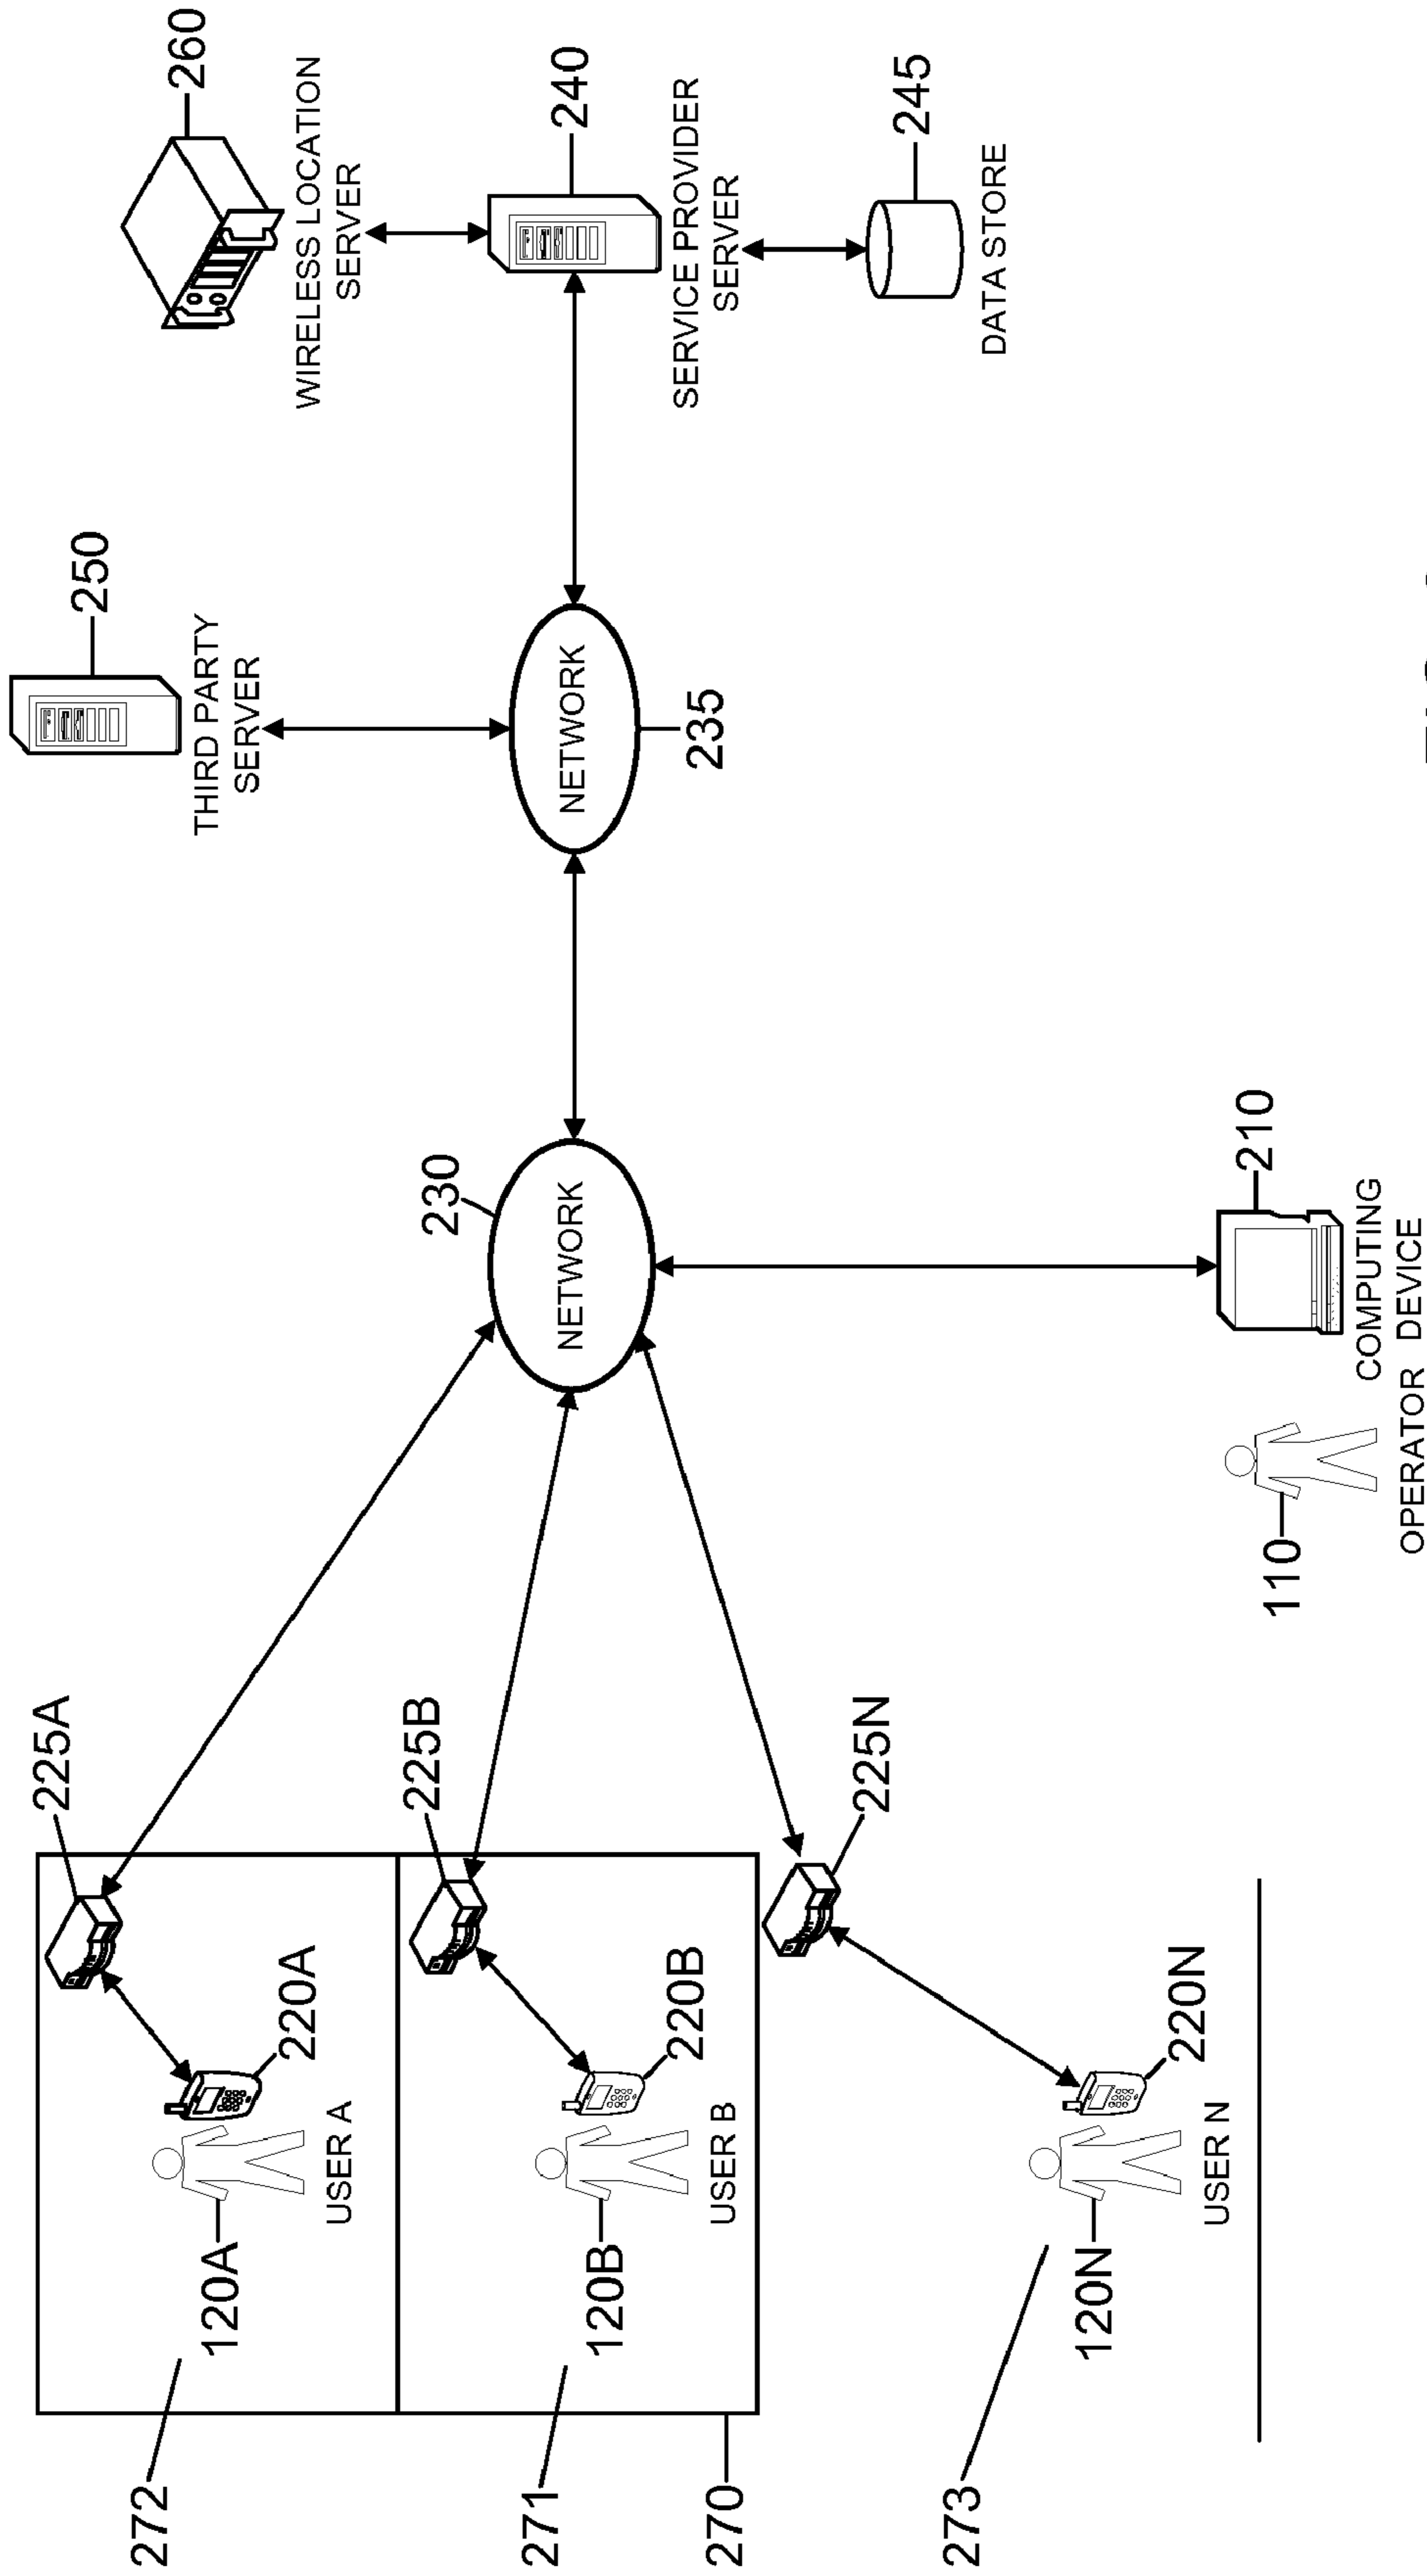 272
120A
USER A
220A
225A
271
120B
USER B
220B
225B
270
273
120N
USER N
220N
225N
230
NETWORK
110
OPERATOR
COMPUTING
DEVICE
210
NETWORK
235
THIRD PARTY
SERVER
250
WIRELESS LOCATION
SERVER
260
SERVICE PROVIDER
SERVER
240
DATA STORE
245